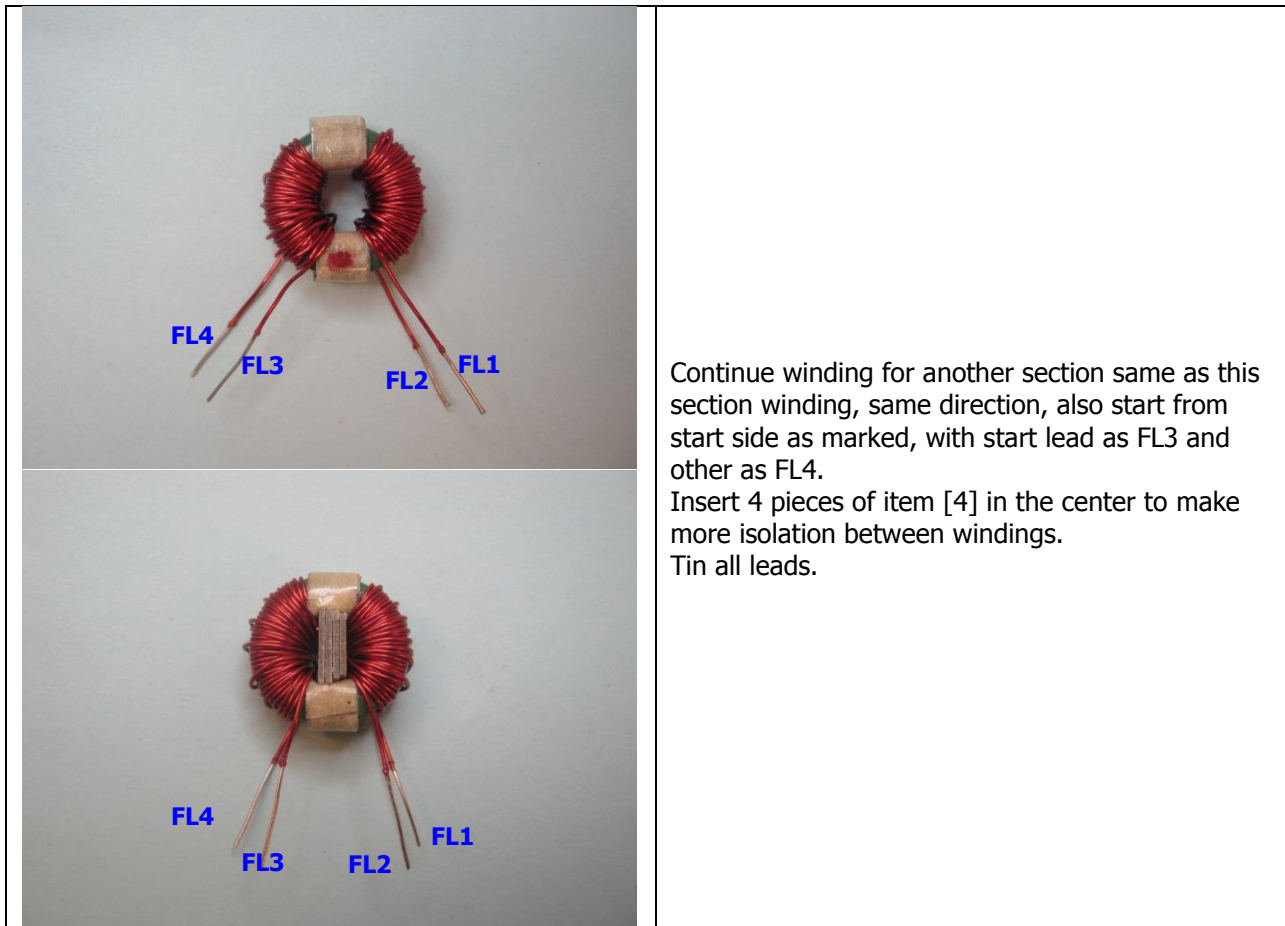 FL4
FL3
FL2
FL1
FL4
FL3
FL2
FL1
Continue winding for another section same as this
section winding, same direction, also start from
start side as marked, with start lead as FL3 and
other as FL4.
Insert 4 pieces of item [4] in the center to make
more isolation between windings.
Tin all leads.